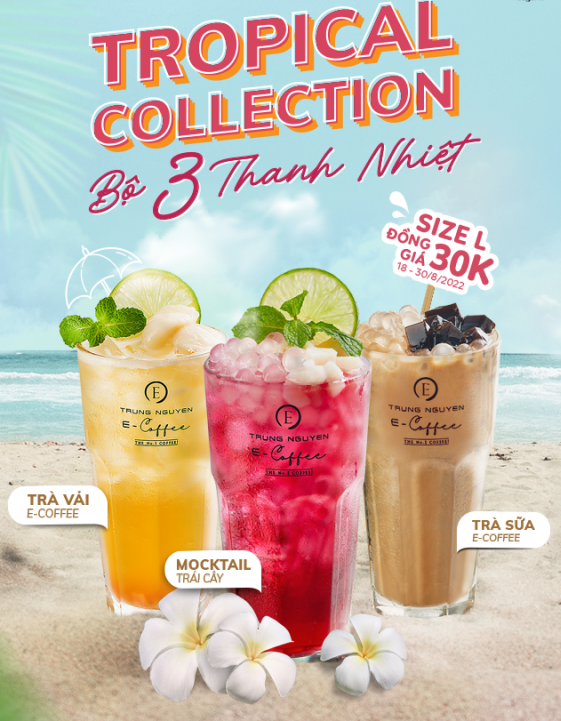 TROPICAL
COLLECTION
Bộ 3 Thanh Nhiệt
SIZE L
ĐỒNG GIÁ 30K
18 - 30/8/2022
E
TRUNG NGUYEN
E-Coffee
THE No.1 COFFEE
E
TRUNG NGUYEN
E-Coffee
THE No.1 COFFEE
E
TRUNG NGUYEN
E-Coffee
THE No.1 COFFEE
TRÀ VẢI
E-COFFEE
MOCKTAIL
TRÁI CÂY
TRÀ SỮA
E-COFFEE